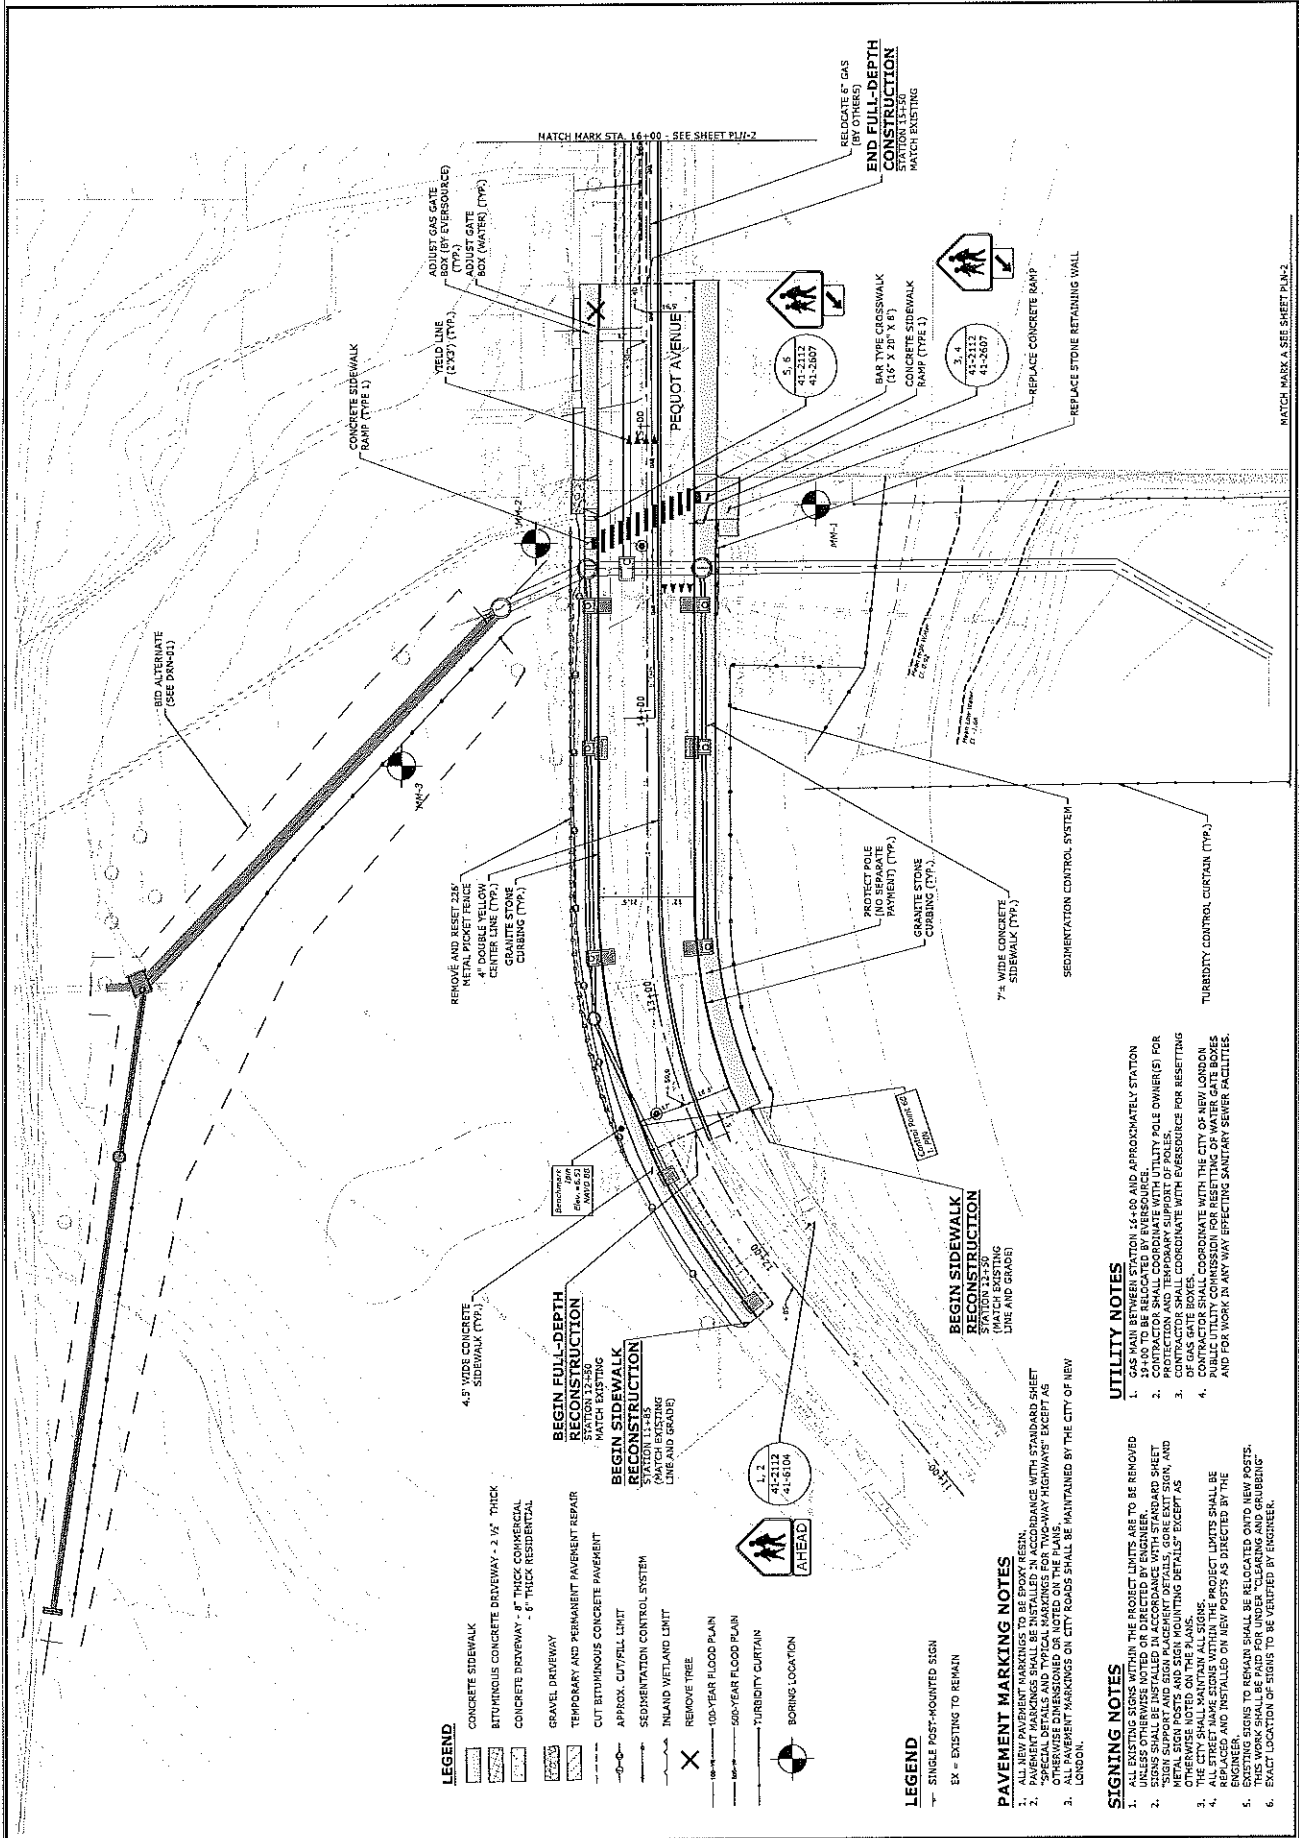 MATCH MARK STA. 16+00 - SEE SHEET PLN-2
ADJUST GAS GATE
BOX (BY EVERSOURCE)
(TYP.)
ADJUST GATE
BOX (WATER) (TYP.)
YIELD LINE
(2'X3') (TYP.)
CONCRETE SIDEWALK
RAMP (TYPE 1)
BID ALTERNATE
(SEE DRN-01)
REMOVE AND RESET 226'
METAL PICKET FENCE
4" DOUBLE YELLOW
CENTER LINE (TYP.)
GRANITE STONE
CURBING (TYP.)
4.5' WIDE CONCRETE
SIDEWALK (TYP.)
BEGIN FULL-DEPTH
RECONSTRUCTION
STATION 12+50
MATCH EXISTING
BEGIN SIDEWALK
RECONSTRUCTION
STATION 11+85
(MATCH EXISTING
LINE AND GRADE)
Benchmark
Elev.=6.51
NAVD 88
MM-2
MM-3
MM-1
RELOCATE 6" GAS
(BY OTHERS)
END FULL-DEPTH
CONSTRUCTION
STATION 15+50
MATCH EXISTING
PEQUOT AVENUE
15+00
14+00
13+00
12+00
11+00
5, 6
41-2112
41-2607
BAR TYPE CROSSWALK
(16" X 20" X 8')
CONCRETE SIDEWALK
RAMP (TYPE 1)
3, 4
41-2112
41-2607
REPLACE CONCRETE RAMP
REPLACE STONE RETAINING WALL
MATCH MARK A SEE SHEET PLN-2
Mean High Water
Mean Low Water
PROTECT POLE
(NO SEPARATE
PAYMENT) (TYP.)
GRANITE STONE
CURBING (TYP.)
7'± WIDE CONCRETE
SIDEWALK (TYP.)
SEDIMENTATION CONTROL SYSTEM
TURBIDITY CONTROL CURTAIN (TYP.)
Control Point 60
BEGIN SIDEWALK
RECONSTRUCTION
STATION 12+50
(MATCH EXISTING
LINE AND GRADE)
1, 2
41-2112
41-6104
AHEAD
LEGEND
CONCRETE SIDEWALK
BITUMINOUS CONCRETE DRIVEWAY - 2 ½" THICK
CONCRETE DRIVEWAY - 8" THICK COMMERCIAL
- 6" THICK RESIDENTIAL
GRAVEL DRIVEWAY
TEMPORARY AND PERMANENT PAVEMENT REPAIR
CUT BITUMINOUS CONCRETE PAVEMENT
APPROX. CUT/FILL LIMIT
SEDIMENTATION CONTROL SYSTEM
INLAND WETLAND LIMIT
REMOVE TREE
100-YEAR FLOOD PLAIN
500-YEAR FLOOD PLAIN
TURBIDITY CURTAIN
BORING LOCATION
LEGEND
SINGLE POST-MOUNTED SIGN
EX = EXISTING TO REMAIN
PAVEMENT MARKING NOTES
1. ALL NEW PAVEMENT MARKINGS TO BE EPOXY RESIN.
2. PAVEMENT MARKINGS SHALL BE INSTALLED IN ACCORDANCE WITH STANDARD SHEET
"SPECIAL DETAILS AND TYPICAL MARKINGS FOR TWO-WAY HIGHWAYS" EXCEPT AS
OTHERWISE DIMENSIONED OR NOTED ON THE PLANS.
3. ALL PAVEMENT MARKINGS ON CITY ROADS SHALL BE MAINTAINED BY THE CITY OF NEW
LONDON.
SIGNING NOTES
1. ALL EXISTING SIGNS WITHIN THE PROJECT LIMITS ARE TO BE REMOVED
UNLESS OTHERWISE NOTED OR DIRECTED BY ENGINEER.
2. SIGNS SHALL BE INSTALLED IN ACCORDANCE WITH STANDARD SHEET
"SIGN SUPPORT AND SIGN PLACEMENT DETAILS, GORE EXIT SIGN, AND
METAL SIGN POSTS AND SIGN MOUNTING DETAILS" EXCEPT AS
OTHERWISE NOTED ON THE PLANS.
3. THE CITY SHALL MAINTAIN ALL SIGNS.
4. ALL STREET NAME SIGNS WITHIN THE PROJECT LIMITS SHALL BE
REPLACED AND INSTALLED ON NEW POSTS AS DIRECTED BY THE
ENGINEER.
5. EXISTING SIGNS TO REMAIN SHALL BE RELOCATED ONTO NEW POSTS.
THIS WORK SHALL BE PAID FOR UNDER "CLEARING AND GRUBBING"
6. EXACT LOCATION OF SIGNS TO BE VERIFIED BY ENGINEER.
UTILITY NOTES
1. GAS MAIN BETWEEN STATION 16+00 AND APPROXIMATELY STATION
19+00 TO BE RELOCATED BY EVERSOURCE.
2. CONTRACTOR SHALL COORDINATE WITH UTILITY POLE OWNER(S) FOR
PROTECTION AND TEMPORARY SUPPORT OF POLES.
3. CONTRACTOR SHALL COORDINATE WITH EVERSOURCE FOR RESETTING
OF GAS GATE BOXES.
4. CONTRACTOR SHALL COORDINATE WITH THE CITY OF NEW LONDON
PUBLIC UTILITY COMMISSION FOR RESETTING OF WATER GATE BOXES
AND FOR WORK IN ANY WAY EFFECTING SANITARY SEWER FACILITIES.